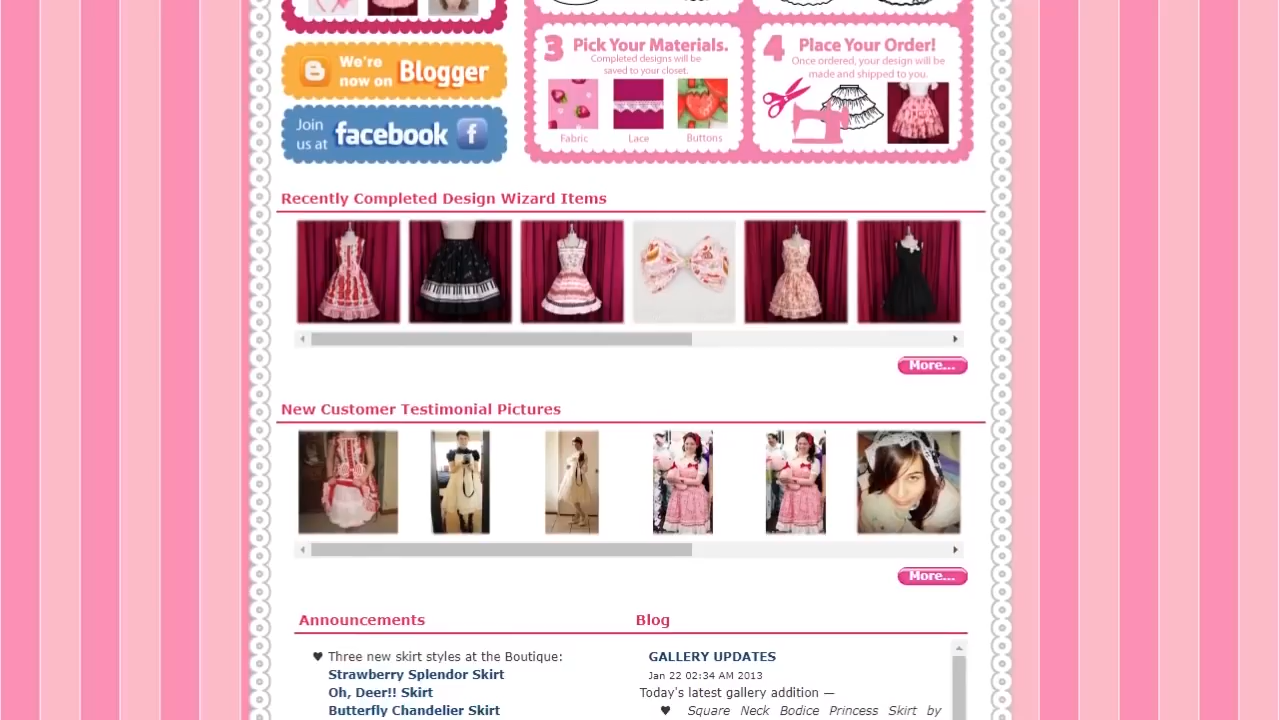 We're
now on Blogger
Join
us at facebook
3 Pick Your Materials.
Completed designs will be
saved to your closet.
Fabric Lace Buttons
4 Place Your Order!
Once ordered, your design will be
made and shipped to you.
Recently Completed Design Wizard Items
More...
New Customer Testimonial Pictures
More...
Announcements
♥ Three new skirt styles at the Boutique:
Strawberry Splendor Skirt
Oh, Deer!! Skirt
Butterfly Chandelier Skirt
Blog
GALLERY UPDATES
Jan 22 02:34 AM 2013
Today's latest gallery addition —
♥ Square Neck Bodice Princess Skirt by